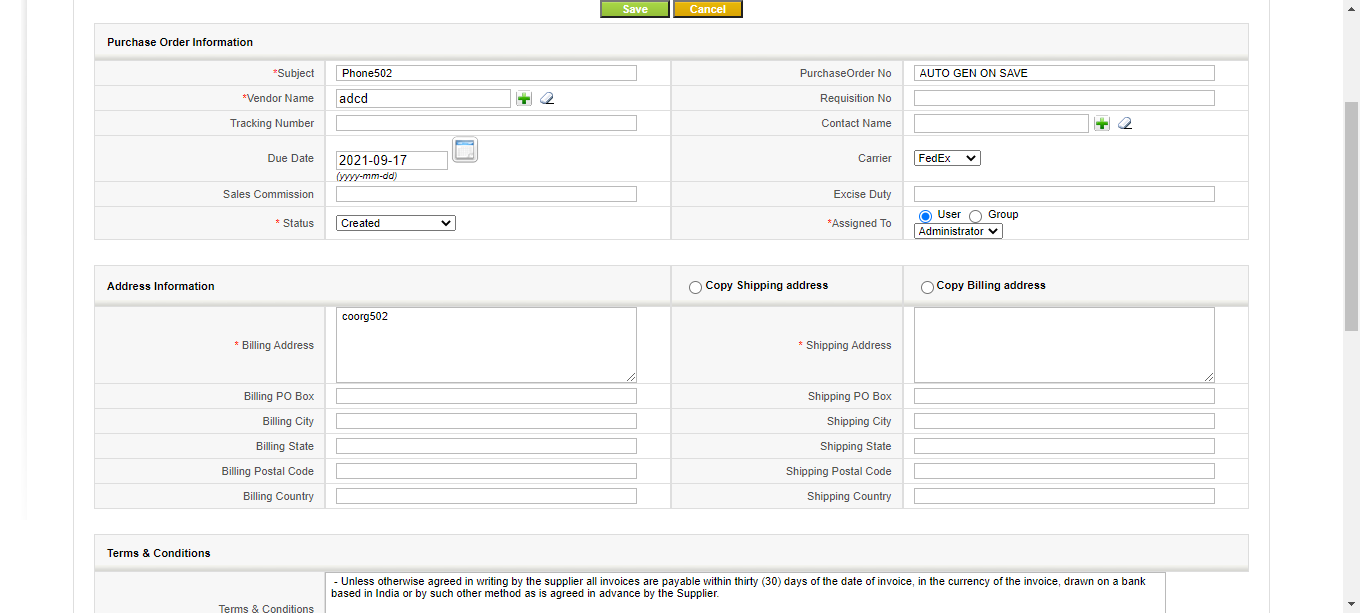 Save Cancel
Purchase Order Information
*Subject Phone502 PurchaseOrder No AUTO GEN ON SAVE
*Vendor Name adcd Requisition No
Tracking Number Contact Name
Due Date 2021-09-17 Carrier FedEx
(yyyy-mm-dd)
Sales Commission Excise Duty
* Status Created *Assigned To User Group
Administrator
Address Information Copy Shipping address Copy Billing address
* Billing Address coorg502 * Shipping Address
Billing PO Box Shipping PO Box
Billing City Shipping City
Billing State Shipping State
Billing Postal Code Shipping Postal Code
Billing Country Shipping Country
Terms & Conditions
Terms & Conditions - Unless otherwise agreed in writing by the supplier all invoices are payable within thirty (30) days of the date of invoice, in the currency of the invoice, drawn on a bank
based in India or by such other method as is agreed in advance by the Supplier.